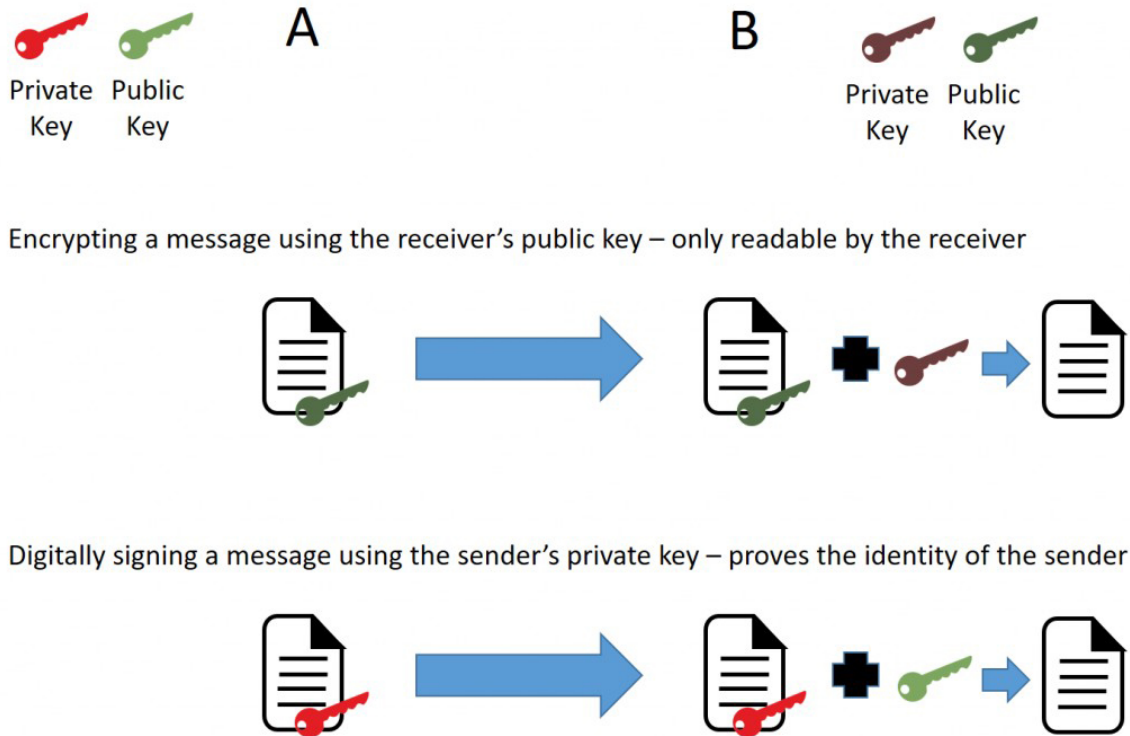 A
B
Private Public
Key Key
Private Public
Key Key
Encrypting a message using the receiver’s public key – only readable by the receiver
Digitally signing a message using the sender’s private key – proves the identity of the sender